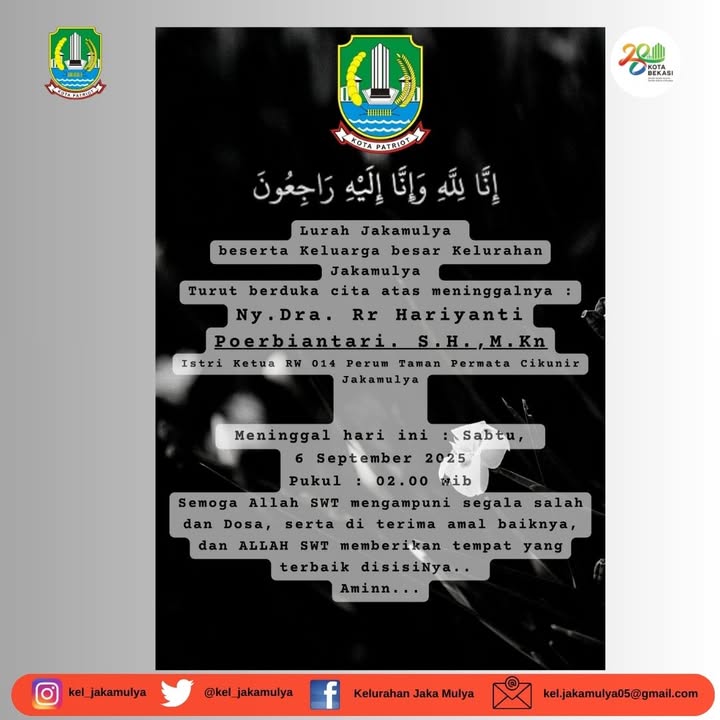 KOTA PATRIOT
28 KOTA
BEKASI
KOTA PATRIOT
إِنَّا لِلَّهِ وَإِنَّا إِلَيْهِ رَاجِعُونَ
Lurah Jakamulya
beserta Keluarga besar Kelurahan
Jakamulya
Turut berduka cita atas meninggalnya :
Ny.Dra. Rr Hariyanti
Poerbiantari. S.H.,M.Kn
Istri Ketua RW 014 Perum Taman Permata Cikunir
Jakamulya
Meninggal hari ini : Sabtu,
6 September 2025
Pukul : 02.00 wib
Semoga Allah SWT mengampuni segala salah
dan Dosa, serta di terima amal baiknya,
dan ALLAH SWT memberikan tempat yang
terbaik disisiNya..
Aminn...
kel_jakamulya
@kel_jakamulya
Kelurahan Jaka Mulya
kel.jakamulya05@gmail.com